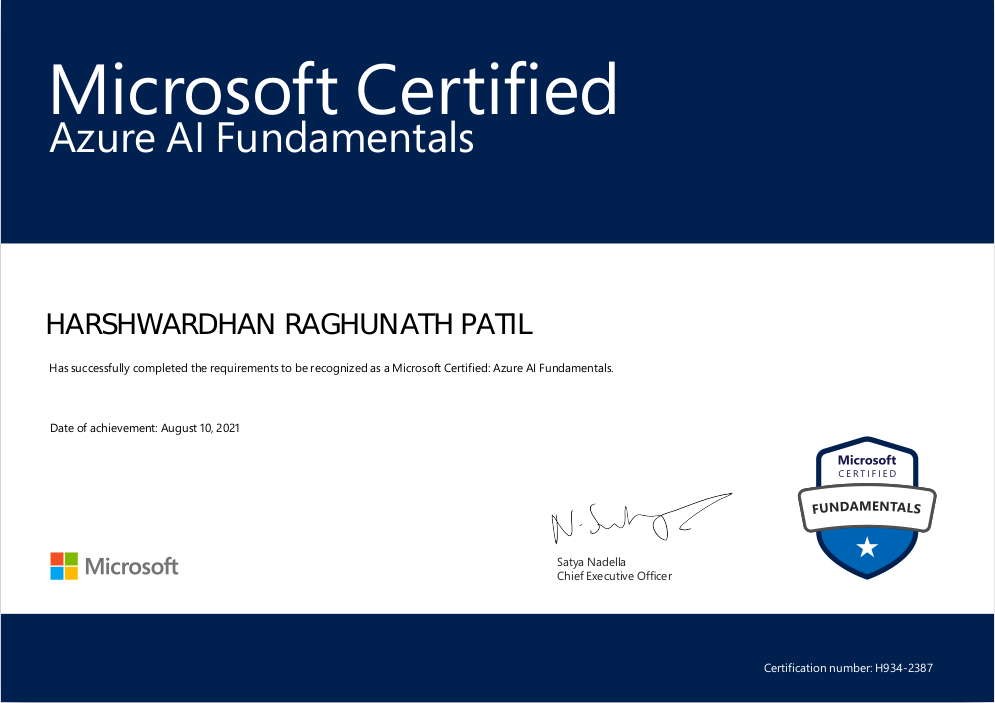 Microsoft Certified
Azure AI Fundamentals
HARSHWARDHAN RAGHUNATH PATIL
Has successfully completed the requirements to be recognized as a Microsoft Certified: Azure AI Fundamentals.
Date of achievement: August 10, 2021
Microsoft
CERTIFIED
FUNDAMENTALS
Satya Nadella
Chief Executive Officer
Microsoft
Certification number: H934-2387